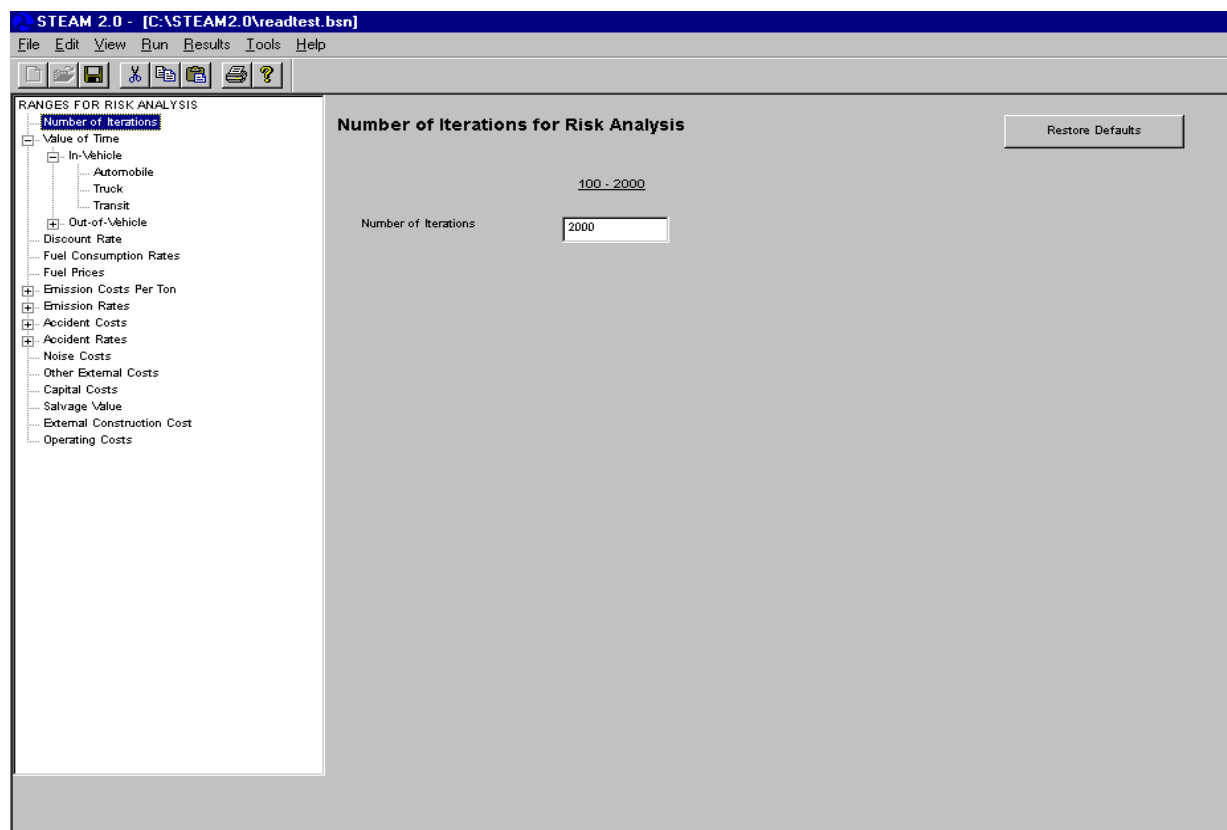 STEAM 2.0 - [C:\STEAM2.0\readtest.bsn]
File Edit View Run Results Tools Help
RANGES FOR RISK ANALYSIS
Number of Iterations
Value of Time
In-Vehicle
Automobile
Truck
Transit
Out-of-Vehicle
Discount Rate
Fuel Consumption Rates
Fuel Prices
Emission Costs Per Ton
Emission Rates
Accident Costs
Accident Rates
Noise Costs
Other External Costs
Capital Costs
Salvage Value
External Construction Cost
Operating Costs
Number of Iterations for Risk Analysis
Restore Defaults
100 - 2000
Number of Iterations 2000